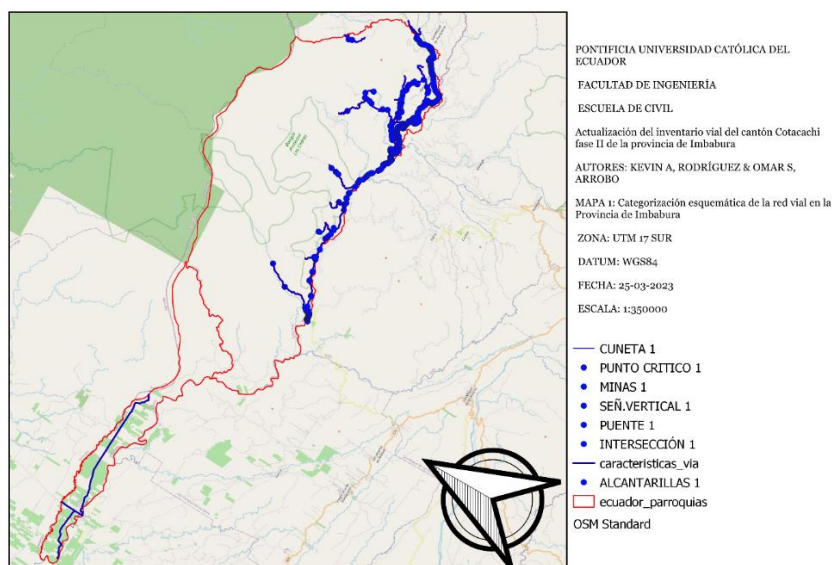 PONTIFICIA UNIVERSIDAD CATÓLICA DEL
ECUADOR
FACULTAD DE INGENIERÍA
ESCUELA DE CIVIL
Actualización del inventario vial del cantón Cotacachi
fase II de la provincia de Imbabura
AUTORES: KEVIN A, RODRÍGUEZ & OMAR S,
ARROBO
MAPA 1: Categorización esquemática de la red vial en la
Provincia de Imbabura
ZONA: UTM 17 SUR
DATUM: WGS84
FECHA: 25-03-2023
ESCALA: 1:350000
CUNETA 1
PUNTO CRITICO 1
MINAS 1
SEÑ.VERTICAL 1
PUENTE 1
INTERSECCIÓN 1
caracteristicas_via
ALCANTARILLAS 1
ecuador_parroquias
OSM Standard